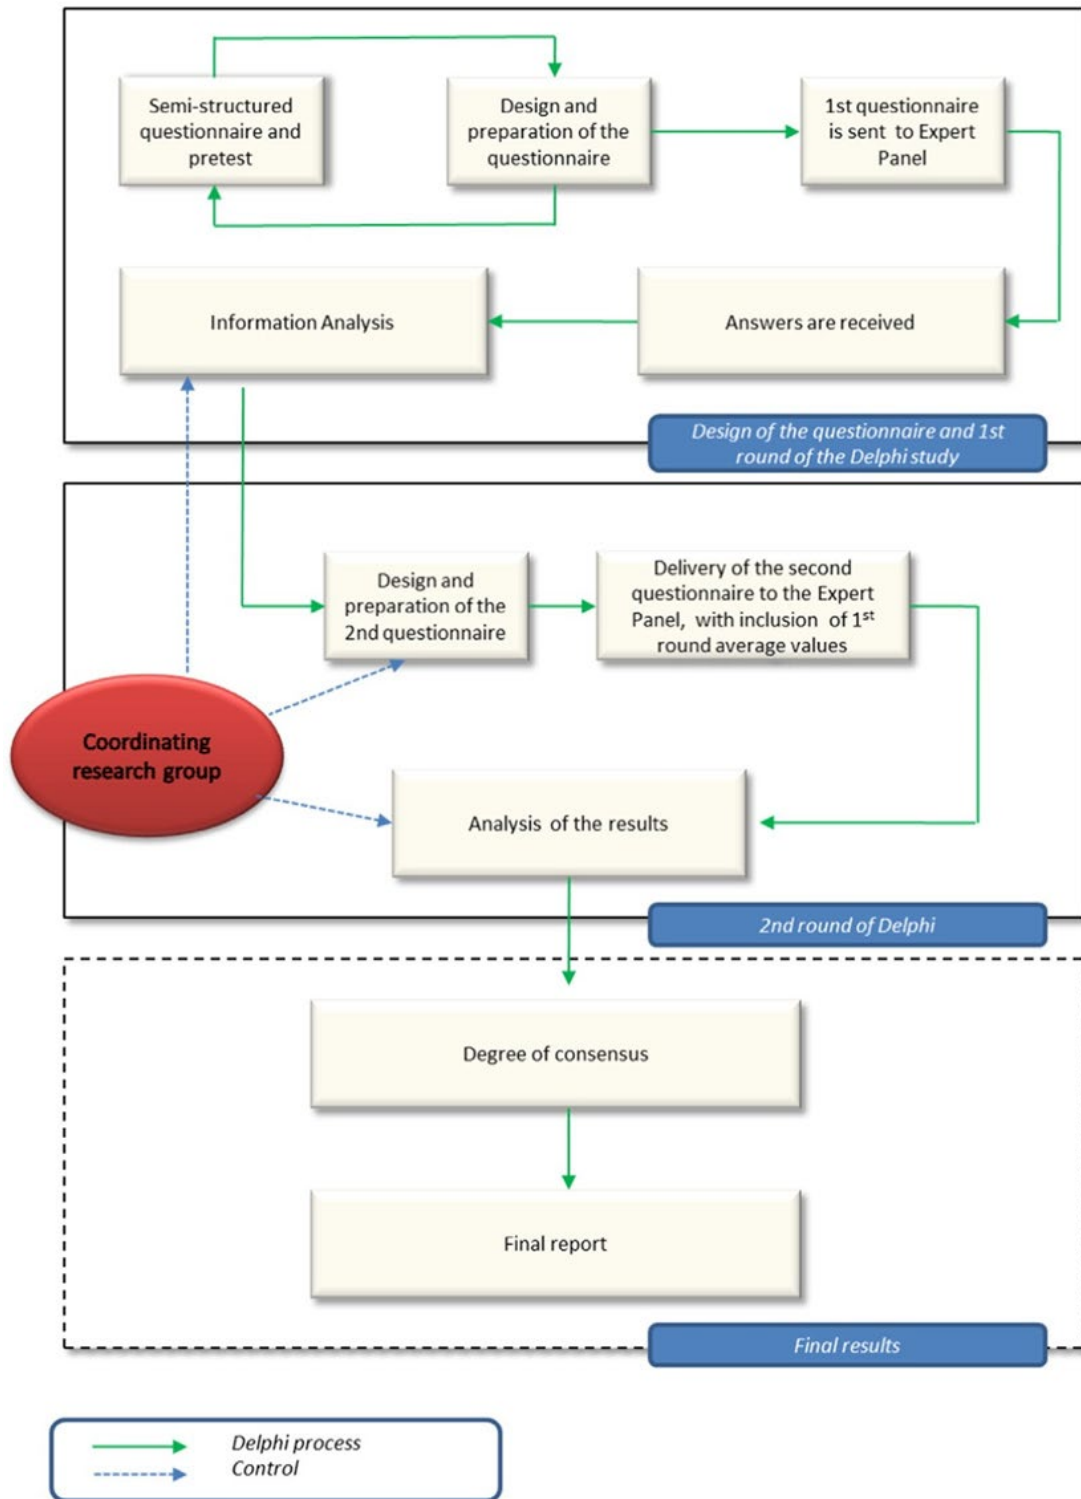 Semi-structured
questionnaire and
pretest
Design and
preparation of the
questionnaire
1st questionnaire
is sent to Expert
Panel
Information Analysis
Answers are received
Design of the questionnaire and 1st
round of the Delphi study
Design and
preparation of the
2nd questionnaire
Delivery of the second
questionnaire to the Expert
Panel, with inclusion of 1st
round average values
Coordinating
research group
Analysis of the results
2nd round of Delphi
Degree of consensus
Final report
Final results
Delphi process
Control